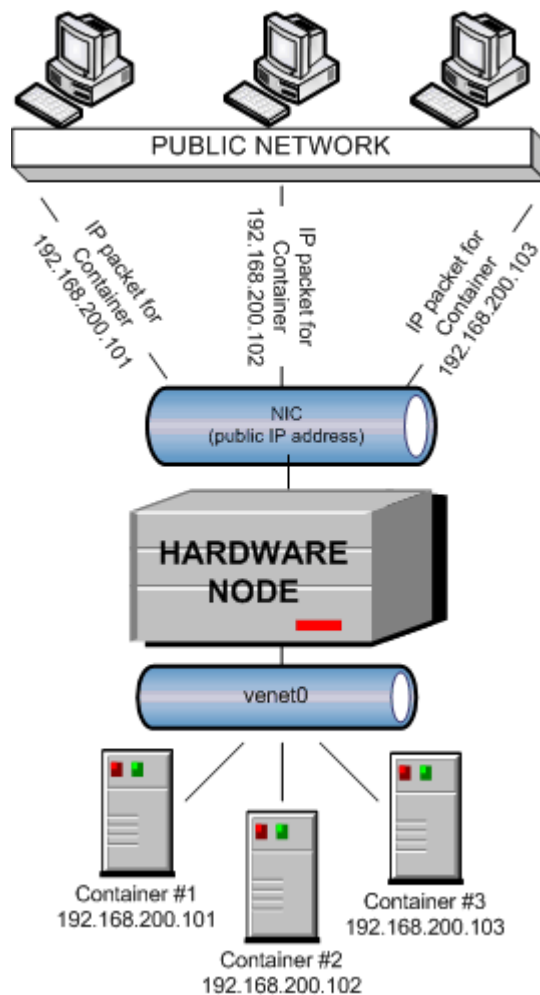 PUBLIC NETWORK
IP packet for
Container
192.168.200.101
IP packet for
Container
192.168.200.102
IP packet for
Container
192.168.200.103
NIC
(public IP address)
HARDWARE
NODE
venet0
Container #1
192.168.200.101
Container #2
192.168.200.102
Container #3
192.168.200.103